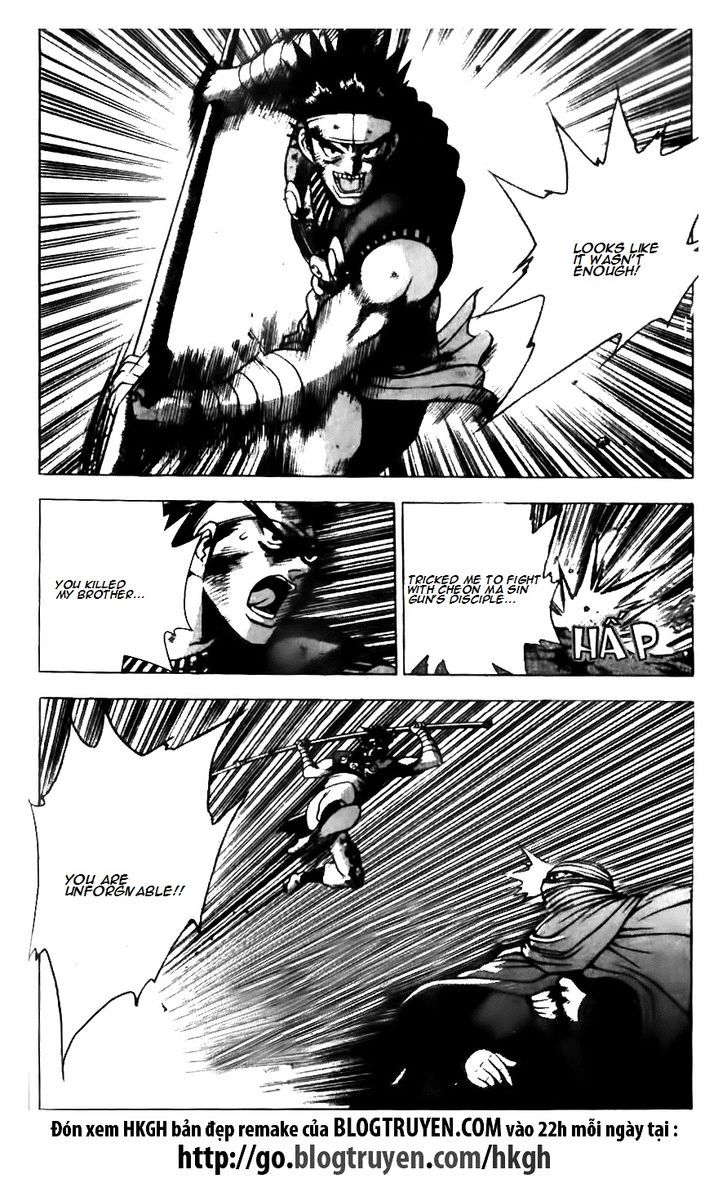 LOOKS LIKE
IT WASN'T
ENOUGH!
YOU KILLED
MY BROTHER...
TRICKED ME TO FIGHT
WITH CHEON MA SIN
GUN'S DISCIPLE...
HẤP
YOU ARE
UNFORGIVABLE!!
Đón xem HKGH bản đẹp remake của BLOGTRUYEN.COM vào 22h mỗi ngày tại :
http://go.blogtruyen.com/hkgh